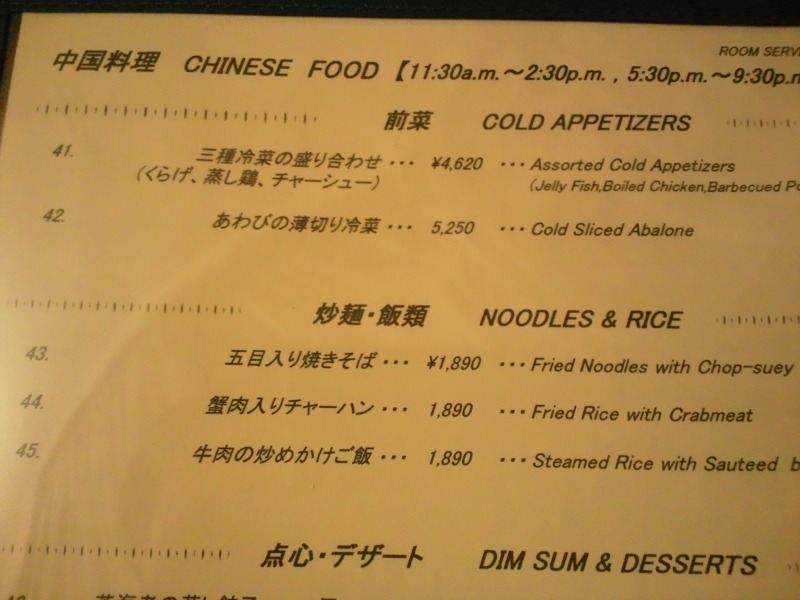 ROOM SERV
中国料理 CHINESE FOOD 【11:30a.m.～2:30p.m. , 5:30p.m.～9:30p.m
前菜 COLD APPETIZERS
41. 三種冷菜の盛り合わせ ··· ¥4,620 ··· Assorted Cold Appetizers
(くらげ、蒸し鶏、チャーシュー) (Jelly Fish,Boiled Chicken,Barbecued Po
42. あわびの薄切り冷菜 ··· 5,250 ··· Cold Sliced Abalone
炒麺・飯類 NOODLES & RICE
43. 五目入り焼きそば ··· ¥1,890 ··· Fried Noodles with Chop-suey
44. 蟹肉入りチャーハン ··· 1,890 ··· Fried Rice with Crabmeat
45. 牛肉の炒めかけご飯 ··· 1,890 ··· Steamed Rice with Sauteed b
点心・デザート DIM SUM & DESSERTS